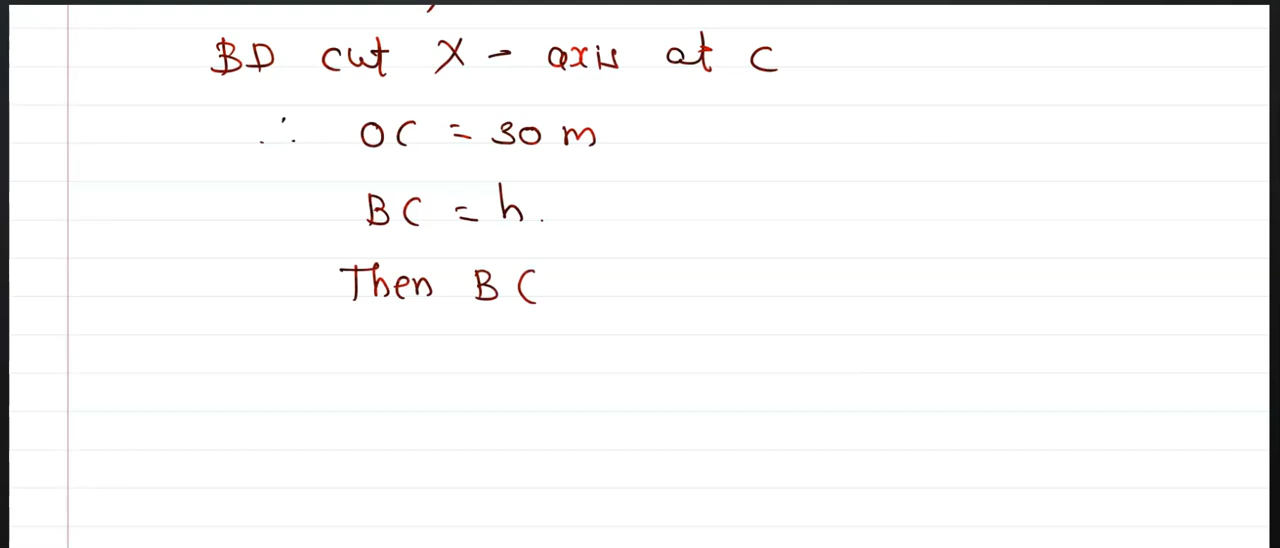 BD cut X - axis at C
∴ OC = 30 m
BC = h.
Then BC